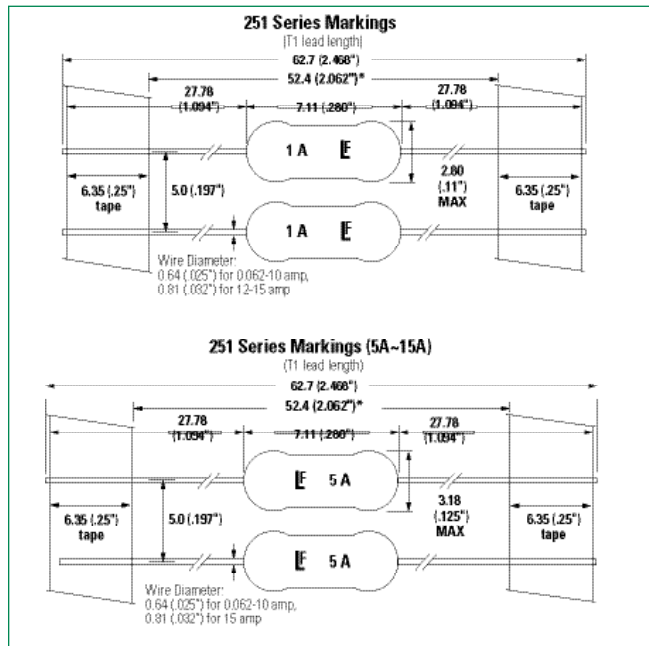 251 Series Markings
(T1 lead length)
62.7 (2.468")
52.4 (2.062")*
27.78 (1.094")
7.11 (.280")
27.78 (1.094")
1 A LF
6.35 (.25") tape
5.0 (.197")
2.80 (.11") MAX
6.35 (.25") tape
1 A LF
Wire Diameter:
0.64 (.025") for 0.062-10 amp,
0.81 (.032") for 12-15 amp
251 Series Markings (5A~15A)
(T1 lead length)
62.7 (2.468")
52.4 (2.062")*
27.78 (1.094")
7.11 (.280")
27.78 (1.094")
LF 5 A
6.35 (.25") tape
5.0 (.197")
3.18 (.125") MAX
6.35 (.25") tape
LF 5 A
Wire Diameter:
0.64 (.025") for 0.062-10 amp,
0.81 (.032") for 15 amp